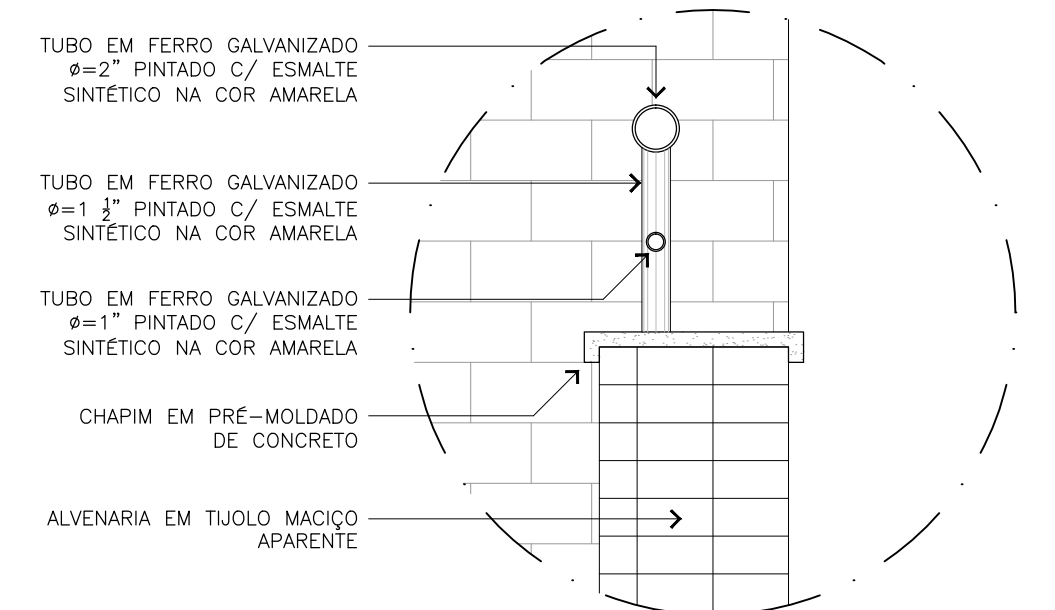 TUBO EM FERRO GALVANIZADO
ø=2" PINTADO C/ ESMALTE
SINTÉTICO NA COR AMARELA
TUBO EM FERRO GALVANIZADO
ø=1 ½" PINTADO C/ ESMALTE
SINTÉTICO NA COR AMARELA
TUBO EM FERRO GALVANIZADO
ø=1" PINTADO C/ ESMALTE
SINTÉTICO NA COR AMARELA
CHAPIM EM PRÉ-MOLDADO
DE CONCRETO
ALVENARIA EM TIJOLO MACIÇO
APARENTE